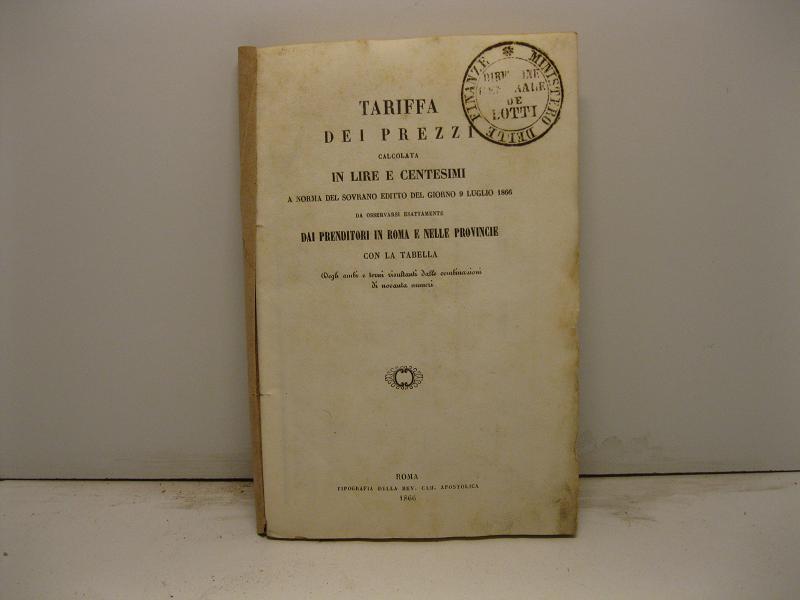 TARIFFA
DEI PREZZI
CALCOLATA
IN LIRE E CENTESIMI
A NORMA DEL SOVRANO EDITTO DEL GIORNO 9 LUGLIO 1866
DA OSSERVARSI ESATTAMENTE
DAI PRENDITORI IN ROMA E NELLE PROVINCIE
CON LA TABELLA
Degli ambi e terni risultanti dalle combinazioni
di novanta numeri
MINISTERO DELLE FINANZE
DE
LOTTI
ROMA
TIPOGRAFIA DELLA REV. CAM. APOSTOLICA
1866